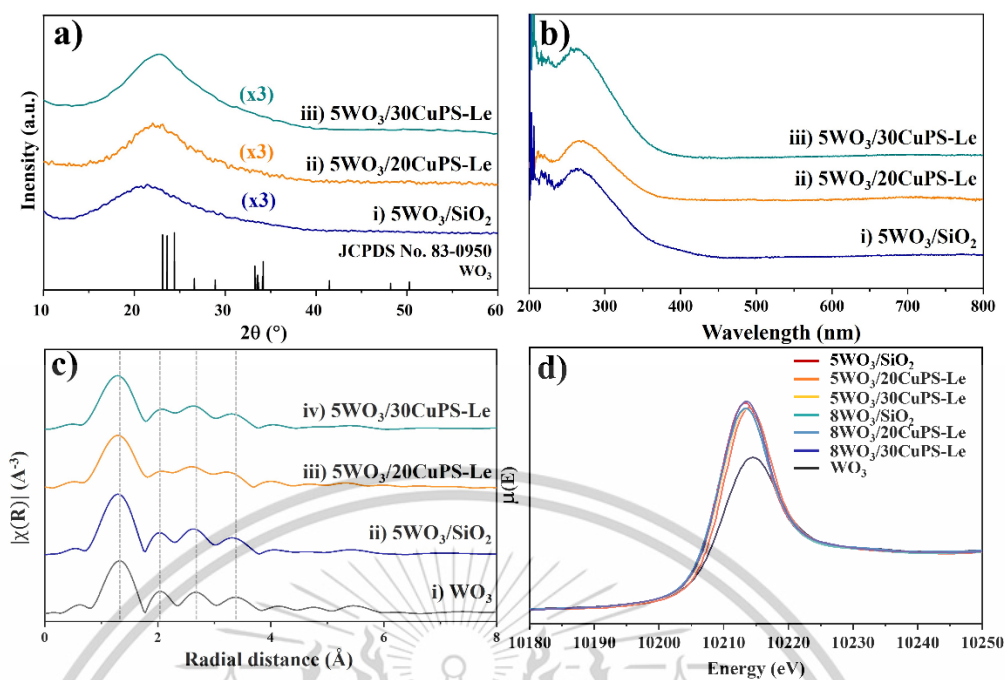 a)
Inensity (a.u.)
(x3)
iii) 5WO₃/30CuPS-Le
(x3)
ii) 5WO₃/20CuPS-Le
(x3)
i) 5WO₃/SiO₂
JCPDS No. 83-0950
WO₃
10 20 30 40 50 60
2θ (°)
b)
iii) 5WO₃/30CuPS-Le
ii) 5WO₃/20CuPS-Le
i) 5WO₃/SiO₂
200 300 400 500 600 700 800
Wavelength (nm)
c)
|χ(R)| (Å⁻³)
iv) 5WO₃/30CuPS-Le
iii) 5WO₃/20CuPS-Le
ii) 5WO₃/SiO₂
i) WO₃
0 2 4 6 8
Radial distance (Å)
d)
μ(E)
5WO₃/SiO₂
5WO₃/20CuPS-Le
5WO₃/30CuPS-Le
8WO₃/SiO₂
8WO₃/20CuPS-Le
8WO₃/30CuPS-Le
WO₃
10180 10190 10200 10210 10220 10230 10240 10250
Energy (eV)